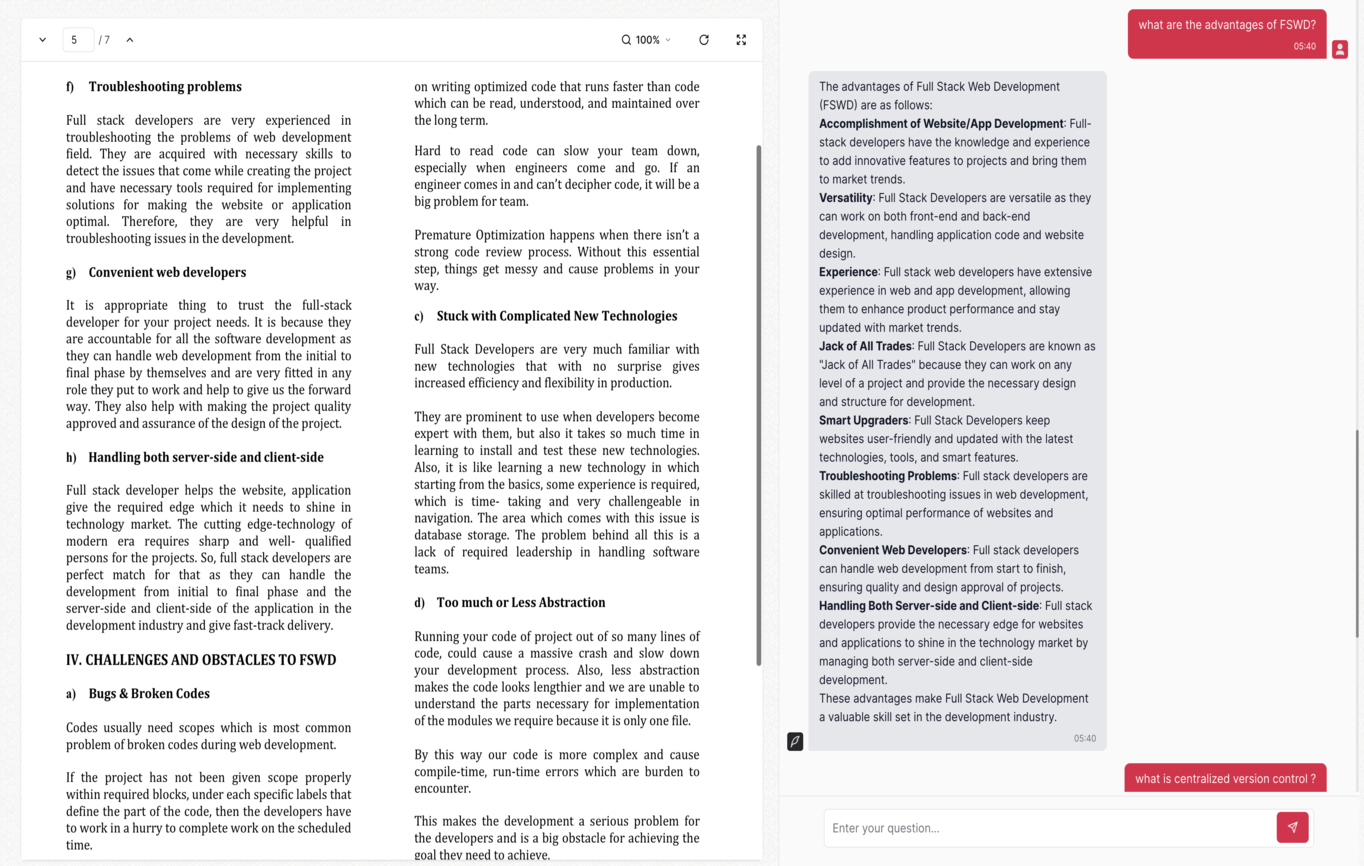 5 / 7
100%
f) Troubleshooting problems
Full stack developers are very experienced in
troubleshooting the problems of web development
field. They are acquired with necessary skills to
detect the issues that come while creating the project
and have necessary tools required for implementing
solutions for making the website or application
optimal. Therefore, they are very helpful in
troubleshooting issues in the development.
g) Convenient web developers
It is appropriate thing to trust the full-stack
developer for your project needs. It is because they
are accountable for all the software development as
they can handle web development from the initial to
final phase by themselves and are very fitted in any
role they put to work and help to give us the forward
way. They also help with making the project quality
approved and assurance of the design of the project.
h) Handling both server-side and client-side
Full stack developer helps the website, application
give the required edge which it needs to shine in
technology market. The cutting edge-technology of
modern era requires sharp and well- qualified
persons for the projects. So, full stack developers are
perfect match for that as they can handle the
development from initial to final phase and the
server-side and client-side of the application in the
development industry and give fast-track delivery.
IV. CHALLENGES AND OBSTACLES TO FSWD
a) Bugs & Broken Codes
Codes usually need scopes which is most common
problem of broken codes during web development.
If the project has not been given scope properly
within required blocks, under each specific labels that
define the part of the code, then the developers have
to work in a hurry to complete work on the scheduled
time.
on writing optimized code that runs faster than code
which can be read, understood, and maintained over
the long term.
Hard to read code can slow your team down,
especially when engineers come and go. If an
engineer comes in and can't decipher code, it will be a
big problem for team.
Premature Optimization happens when there isn't a
strong code review process. Without this essential
step, things get messy and cause problems in your
way.
c) Stuck with Complicated New Technologies
Full Stack Developers are very much familiar with
new technologies that with no surprise gives
increased efficiency and flexibility in production.
They are prominent to use when developers become
expert with them, but also it takes so much time in
learning to install and test these new technologies.
Also, it is like learning a new technology in which
starting from the basics, some experience is required,
which is time- taking and very challengeable in
navigation. The area which comes with this issue is
database storage. The problem behind all this is a
lack of required leadership in handling software
teams.
d) Too much or Less Abstraction
Running your code of project out of so many lines of
code, could cause a massive crash and slow down
your development process. Also, less abstraction
makes the code looks lengthier and we are unable to
understand the parts necessary for implementation
of the modules we require because it is only one file.
By this way our code is more complex and cause
compile-time, run-time errors which are burden to
encounter.
This makes the development a serious problem for
the developers and is a big obstacle for achieving the
goal they need to achieve.
what are the advantages of FSWD?
05:40
The advantages of Full Stack Web Development
(FSWD) are as follows:
Accomplishment of Website/App Development: Full-
stack developers have the knowledge and experience
to add innovative features to projects and bring them
to market trends.
Versatility: Full Stack Developers are versatile as they
can work on both front-end and back-end
development, handling application code and website
design.
Experience: Full stack web developers have extensive
experience in web and app development, allowing
them to enhance product performance and stay
updated with market trends.
Jack of All Trades: Full Stack Developers are known as
"Jack of All Trades" because they can work on any
level of a project and provide the necessary design
and structure for development.
Smart Upgraders: Full Stack Developers keep
websites user-friendly and updated with the latest
technologies, tools, and smart features.
Troubleshooting Problems: Full stack developers are
skilled at troubleshooting issues in web development,
ensuring optimal performance of websites and
applications.
Convenient Web Developers: Full stack developers
can handle web development from start to finish,
ensuring quality and design approval of projects.
Handling Both Server-side and Client-side: Full stack
developers provide the necessary edge for websites
and applications to shine in the technology market by
managing both server-side and client-side
development.
These advantages make Full Stack Web Development
a valuable skill set in the development industry.
05:40
what is centralized version control ?
Enter your question...